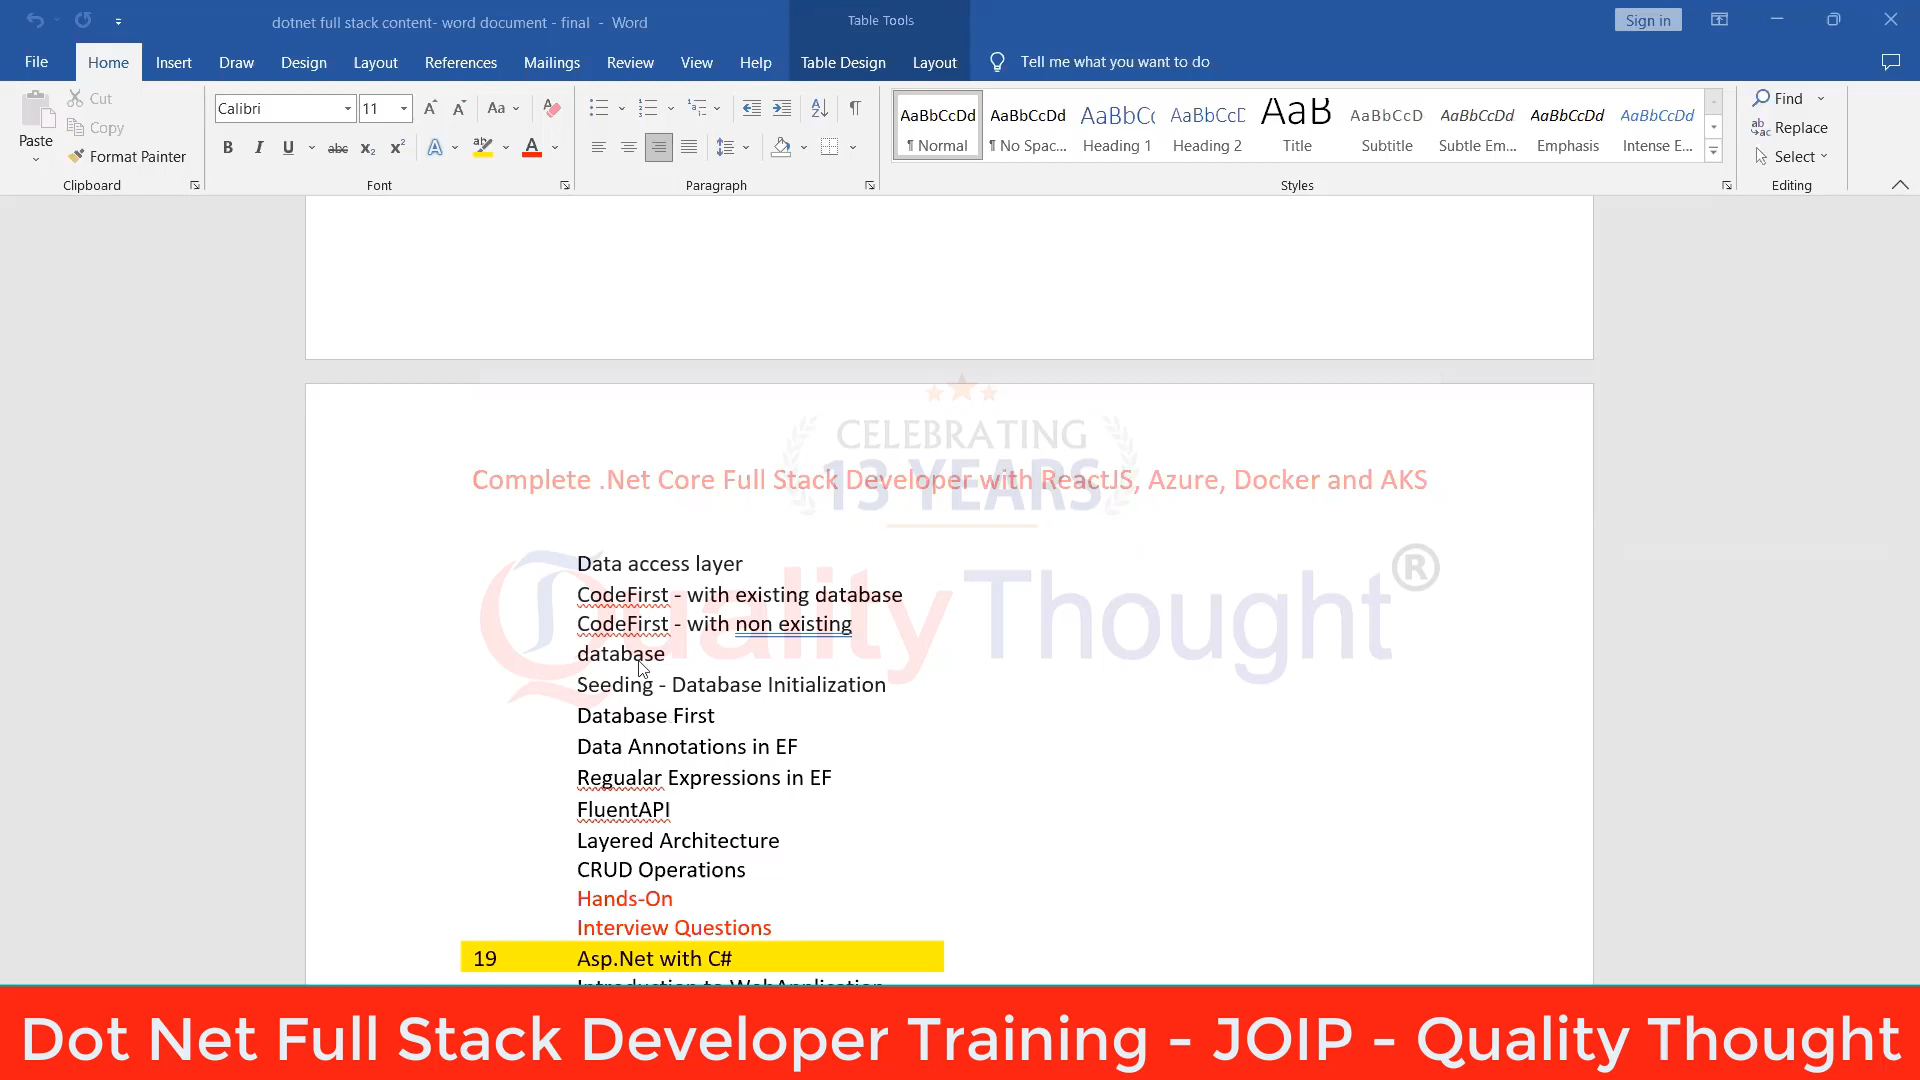 dotnet full stack content- word document - final - Word
Table Tools
Sign in
File
Home
Insert
Draw
Design
Layout
References
Mailings
Review
View
Help
Table Design
Layout
Tell me what you want to do
Paste
Cut
Copy
Format Painter
Clipboard
Calibri
11
Aa
B I U abc x₂ x² A A
Font
Paragraph
AaBbCcDd
¶ Normal
AaBbCcDd
¶ No Spac...
AaBbCc
Heading 1
AaBbCcC
Heading 2
AaB
Title
AaBbCcD
Subtitle
AaBbCcDd
Subtle Em...
AaBbCcDd
Emphasis
AaBbCcDd
Intense E...
Styles
Find
Replace
Select
Editing
CELEBRATING
13 YEARS
Complete .Net Core Full Stack Developer with ReactJS, Azure, Docker and AKS
Quality Thought ®
Data access layer
CodeFirst - with existing database
CodeFirst - with non existing
database
Seeding - Database Initialization
Database First
Data Annotations in EF
Regualar Expressions in EF
FluentAPI
Layered Architecture
CRUD Operations
Hands-On
Interview Questions
19 Asp.Net with C#
Introduction to WebApplication
Dot Net Full Stack Developer Training - JOIP - Quality Thought